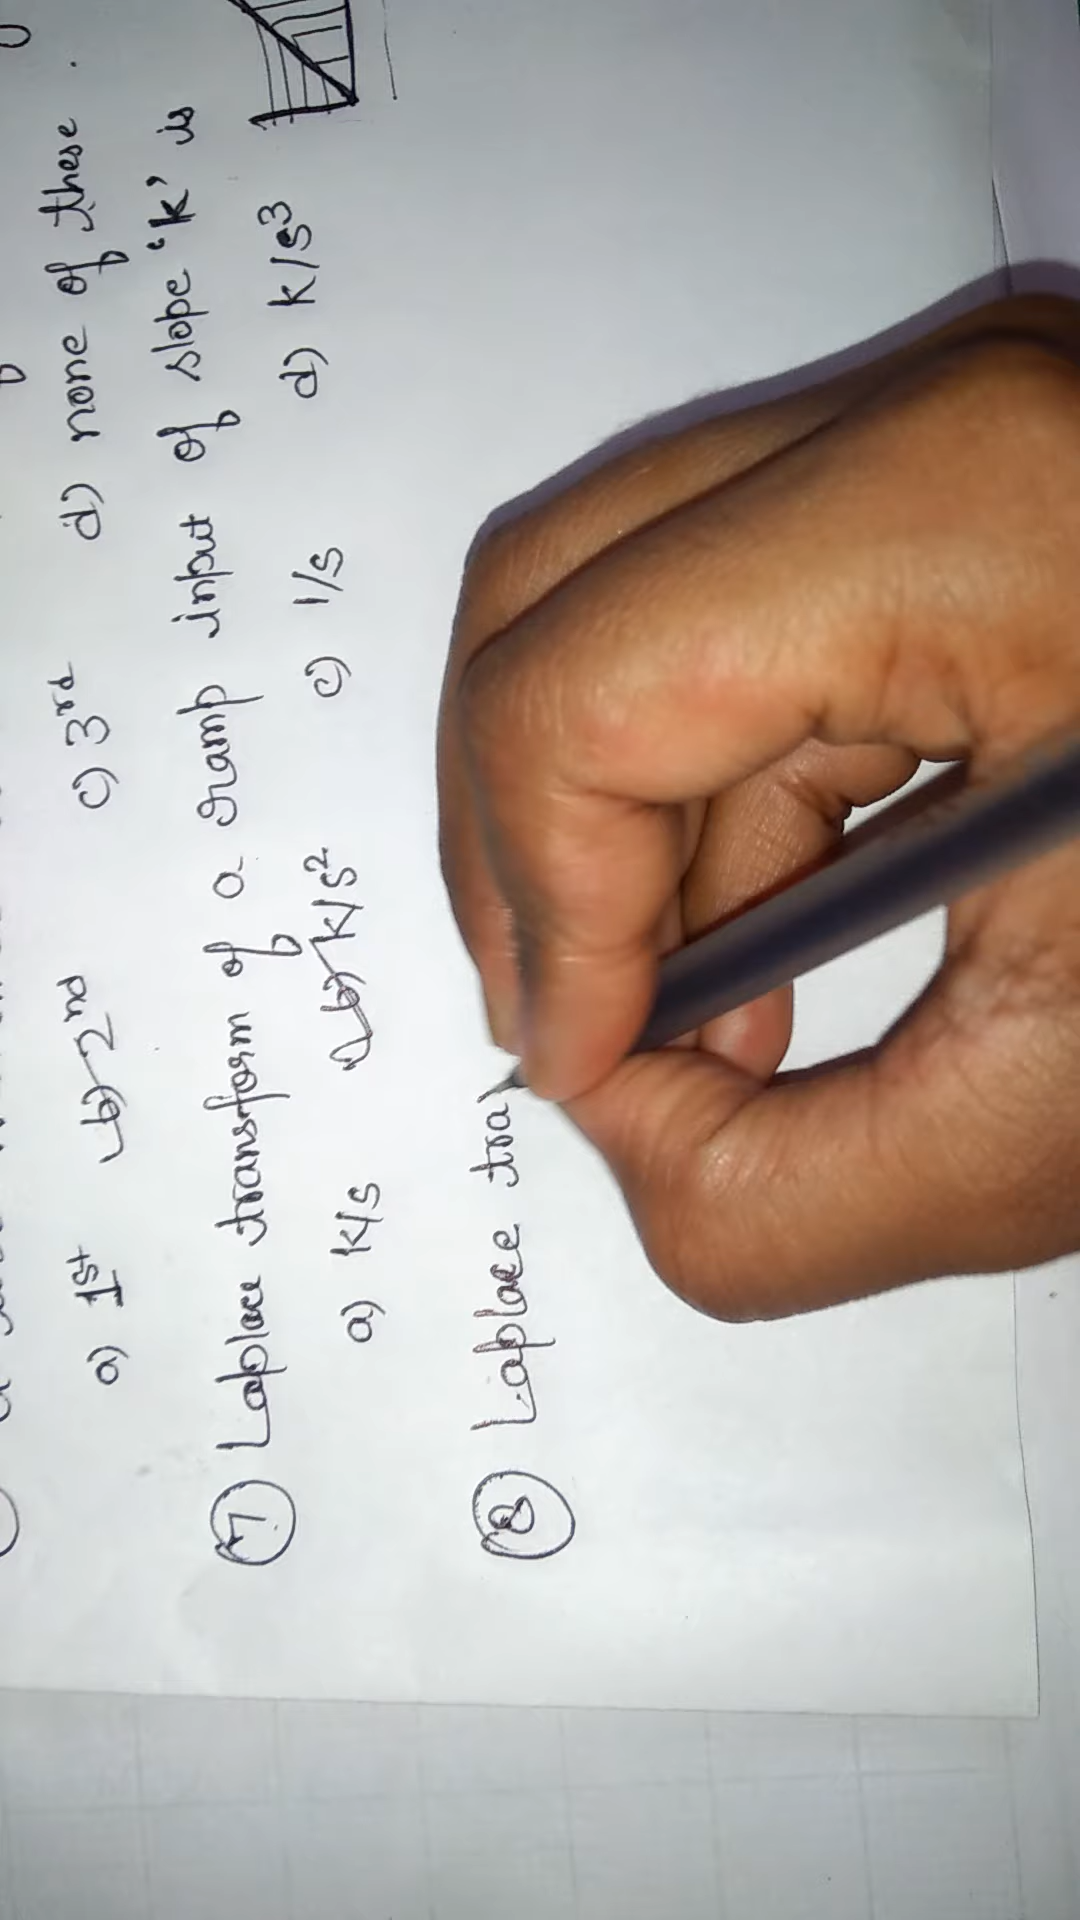 a) 1st b) 2nd c) 3rd d) none of these.
7 Laplace transform of a ramp input of slope 'k' is
a) k/s b) k/s² c) 1/s d) k/s3
8 Laplace tra